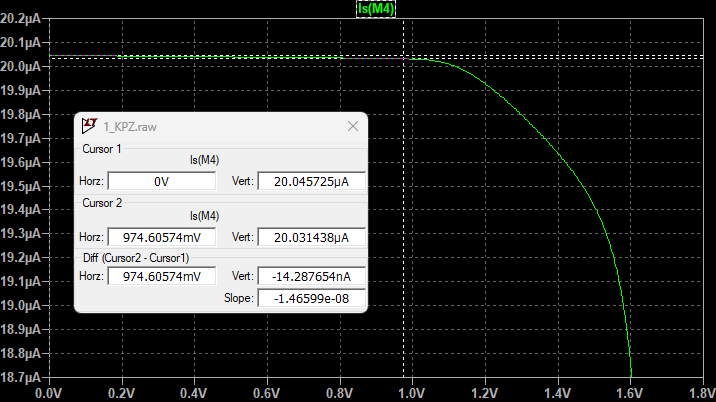 Is(M4)
20.2µA
20.1µA
20.0µA
19.9µA
19.8µA
19.7µA
19.6µA
19.5µA
19.4µA
19.3µA
19.2µA
19.1µA
19.0µA
18.9µA
18.8µA
18.7µA
1_KPZ.raw
Cursor 1
Is(M4)
Horz: 0V Vert: 20.045725µA
Cursor 2
Is(M4)
Horz: 974.60574mV Vert: 20.031438µA
Diff (Cursor2 - Cursor1)
Horz: 974.60574mV Vert: -14.287654nA
Slope: -1.46599e-08
0.0V 0.2V 0.4V 0.6V 0.8V 1.0V 1.2V 1.4V 1.6V 1.8V